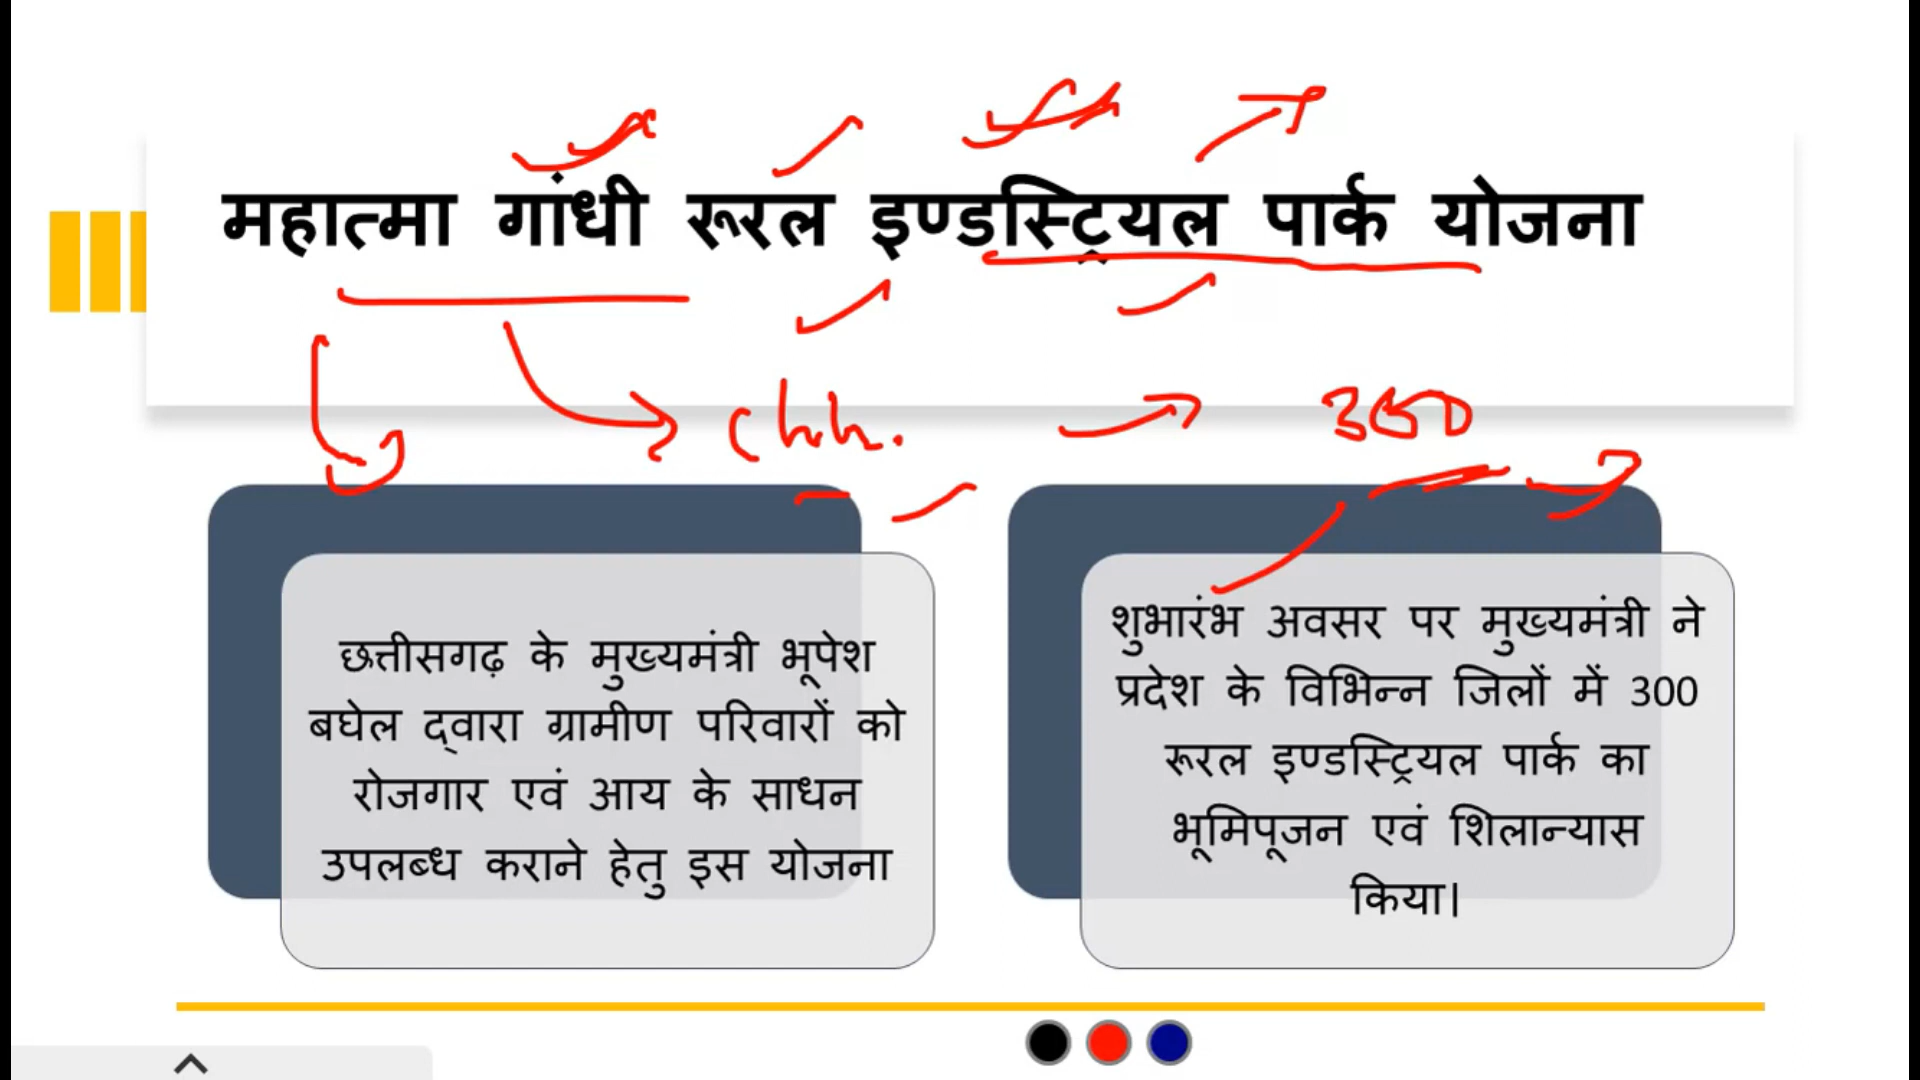 महात्मा गांधी रूरल इण्डस्ट्रियल पार्क योजना
chh. 300
छत्तीसगढ़ के मुख्यमंत्री भूपेश
बघेल द्वारा ग्रामीण परिवारों को
रोजगार एवं आय के साधन
उपलब्ध कराने हेतु इस योजना
शुभारंभ अवसर पर मुख्यमंत्री ने
प्रदेश के विभिन्न जिलों में 300
रूरल इण्डस्ट्रियल पार्क का
भूमिपूजन एवं शिलान्यास
किया।